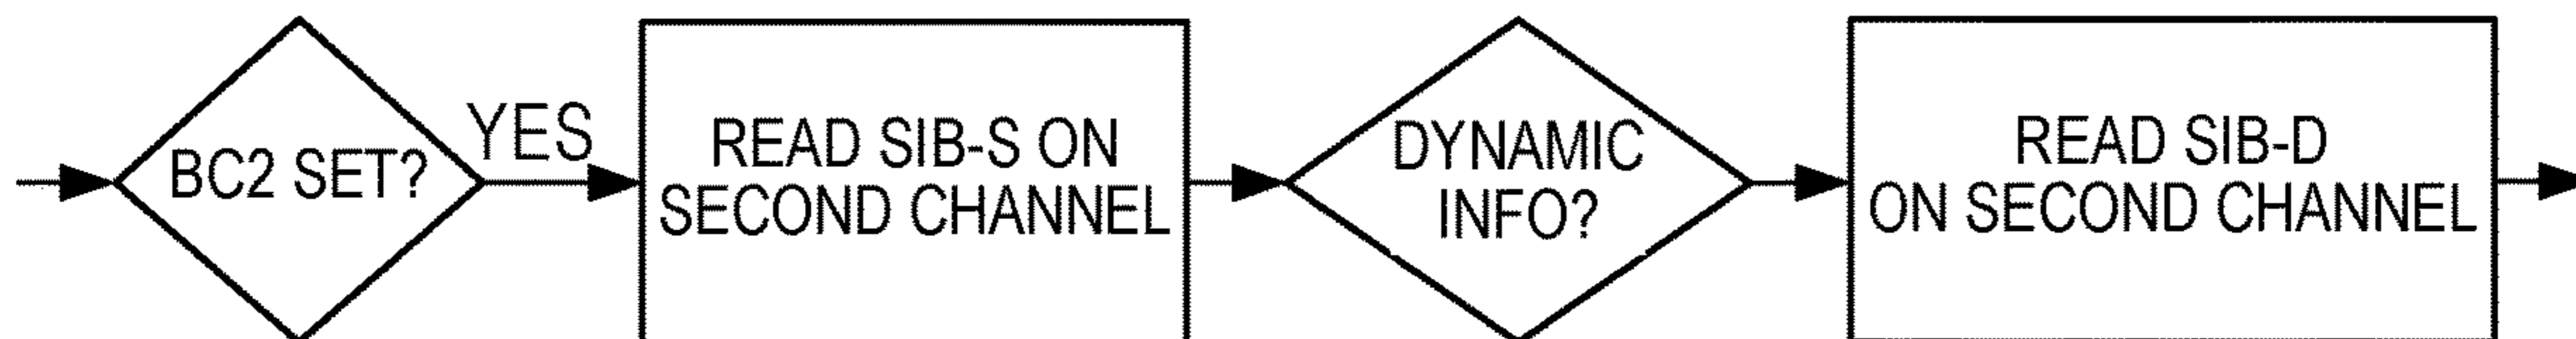 BC2 SET?
YES
READ SIB-S ON
SECOND CHANNEL
DYNAMIC
INFO?
READ SIB-D
ON SECOND CHANNEL